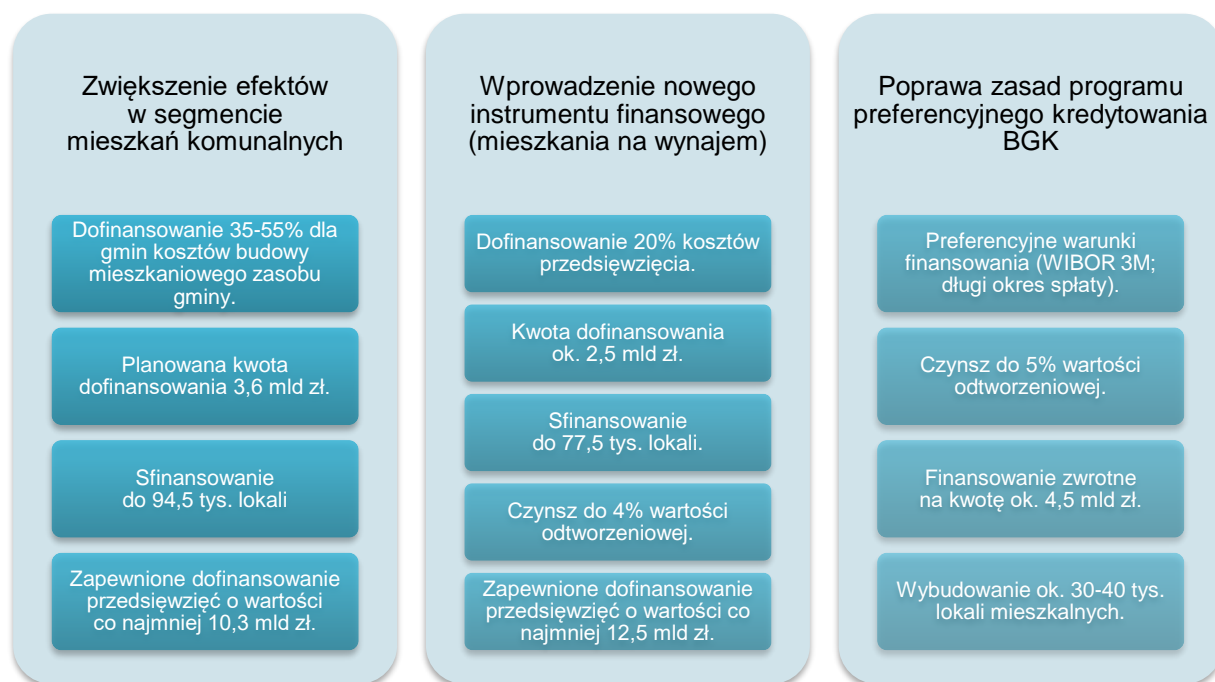 Zwiększenie efektów
w segmencie
mieszkań komunalnych
Dofinansowanie 35-55% dla
gmin kosztów budowy
mieszkaniowego zasobu
gminy.
Planowana kwota
dofinansowania 3,6 mld zł.
Sfinansowanie
do 94,5 tys. lokali
Zapewnione dofinansowanie
przedsięwzięć o wartości
co najmniej 10,3 mld zł.
Wprowadzenie nowego
instrumentu finansowego
(mieszkania na wynajem)
Dofinansowanie 20% kosztów
przedsięwzięcia.
Kwota dofinansowania
ok. 2,5 mld zł.
Sfinansowanie
do 77,5 tys. lokali.
Czynsz do 4% wartości
odtworzeniowej.
Zapewnione dofinansowanie
przedsięwzięć o wartości co
najmniej 12,5 mld zł.
Poprawa zasad programu
preferencyjnego kredytowania
BGK
Preferencyjne warunki
finansowania (WIBOR 3M;
długi okres spłaty).
Czynsz do 5% wartości
odtworzeniowej.
Finansowanie zwrotne
na kwotę ok. 4,5 mld zł.
Wybudowanie ok. 30-40 tys.
lokali mieszkalnych.